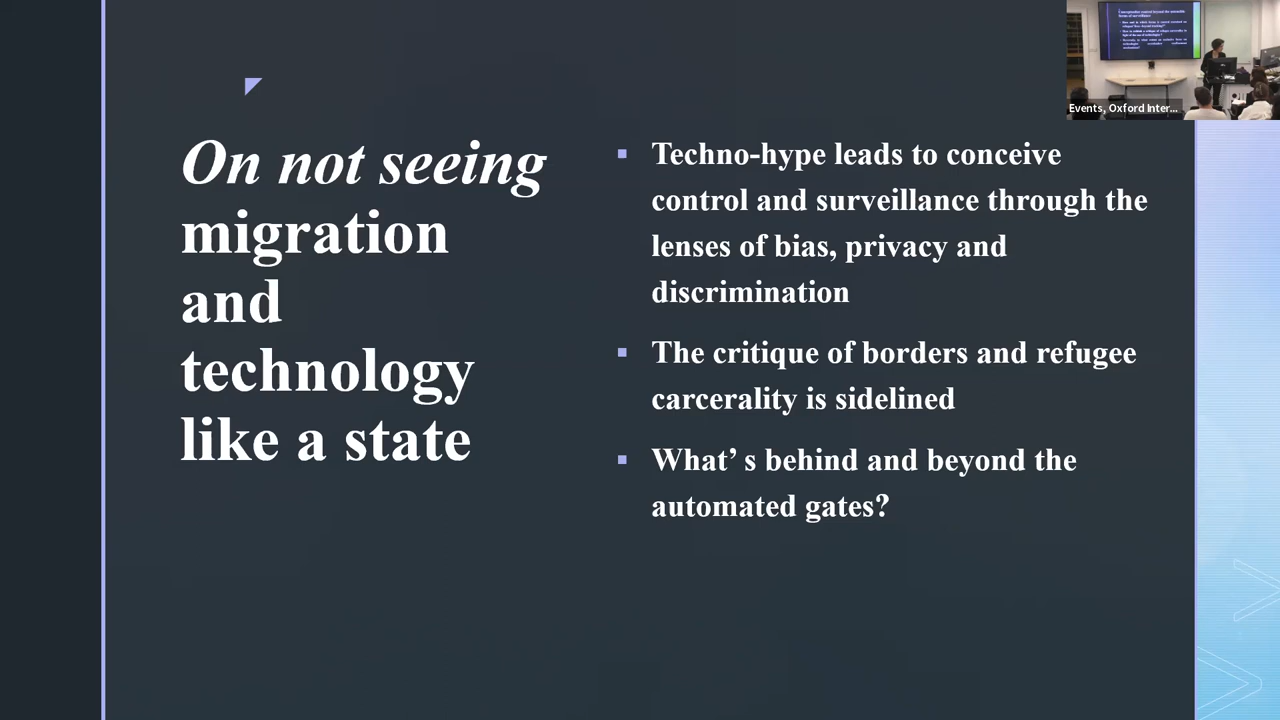 On not seeing
migration
and
technology
like a state
Techno-hype leads to conceive
control and surveillance through the
lenses of bias, privacy and
discrimination
The critique of borders and refugee
carcerality is sidelined
What’ s behind and beyond the
automated gates?
Events, Oxford Inter...